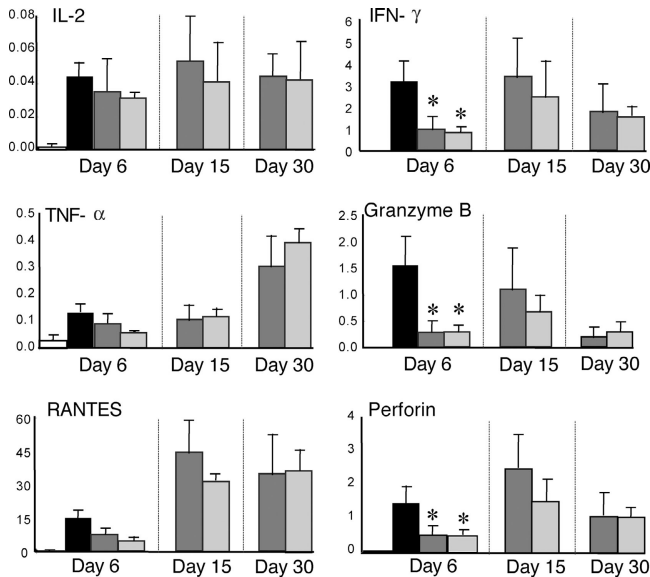 IL-2
0.08
0.06
0.04
0.02
0.00
Day 6
Day 15
Day 30
IFN- γ
6
5
4
3
2
1
0
*
*
Day 6
Day 15
Day 30
TNF- α
0.5
0.4
0.3
0.2
0.1
0.0
Day 6
Day 15
Day 30
Granzyme B
2.5
2.0
1.5
1.0
0.5
0.0
*
*
Day 6
Day 15
Day 30
RANTES
60
45
30
15
0
Day 6
Day 15
Day 30
Perforin
4
3
2
1
0
*
*
Day 6
Day 15
Day 30